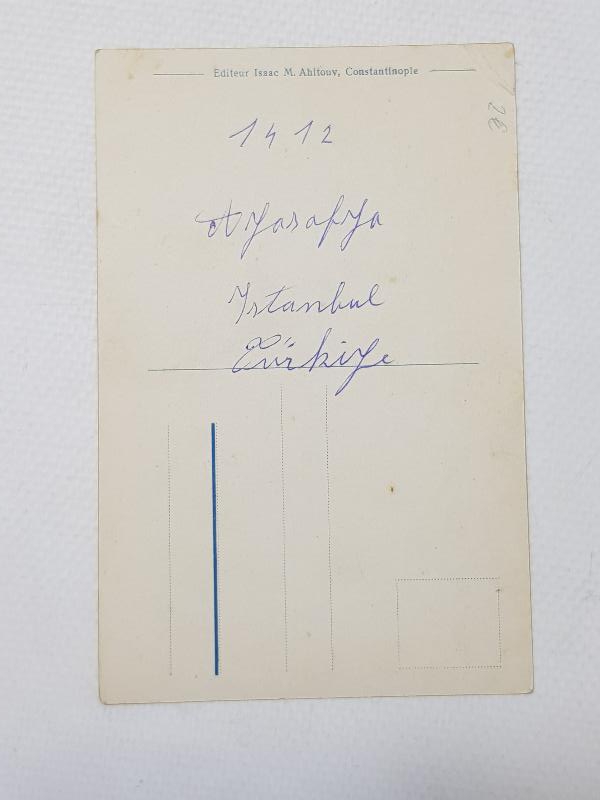 Editeur Isaac M. Ahitouv, Constantinople
1412
Ayasofya
Istanbul
Türkiye